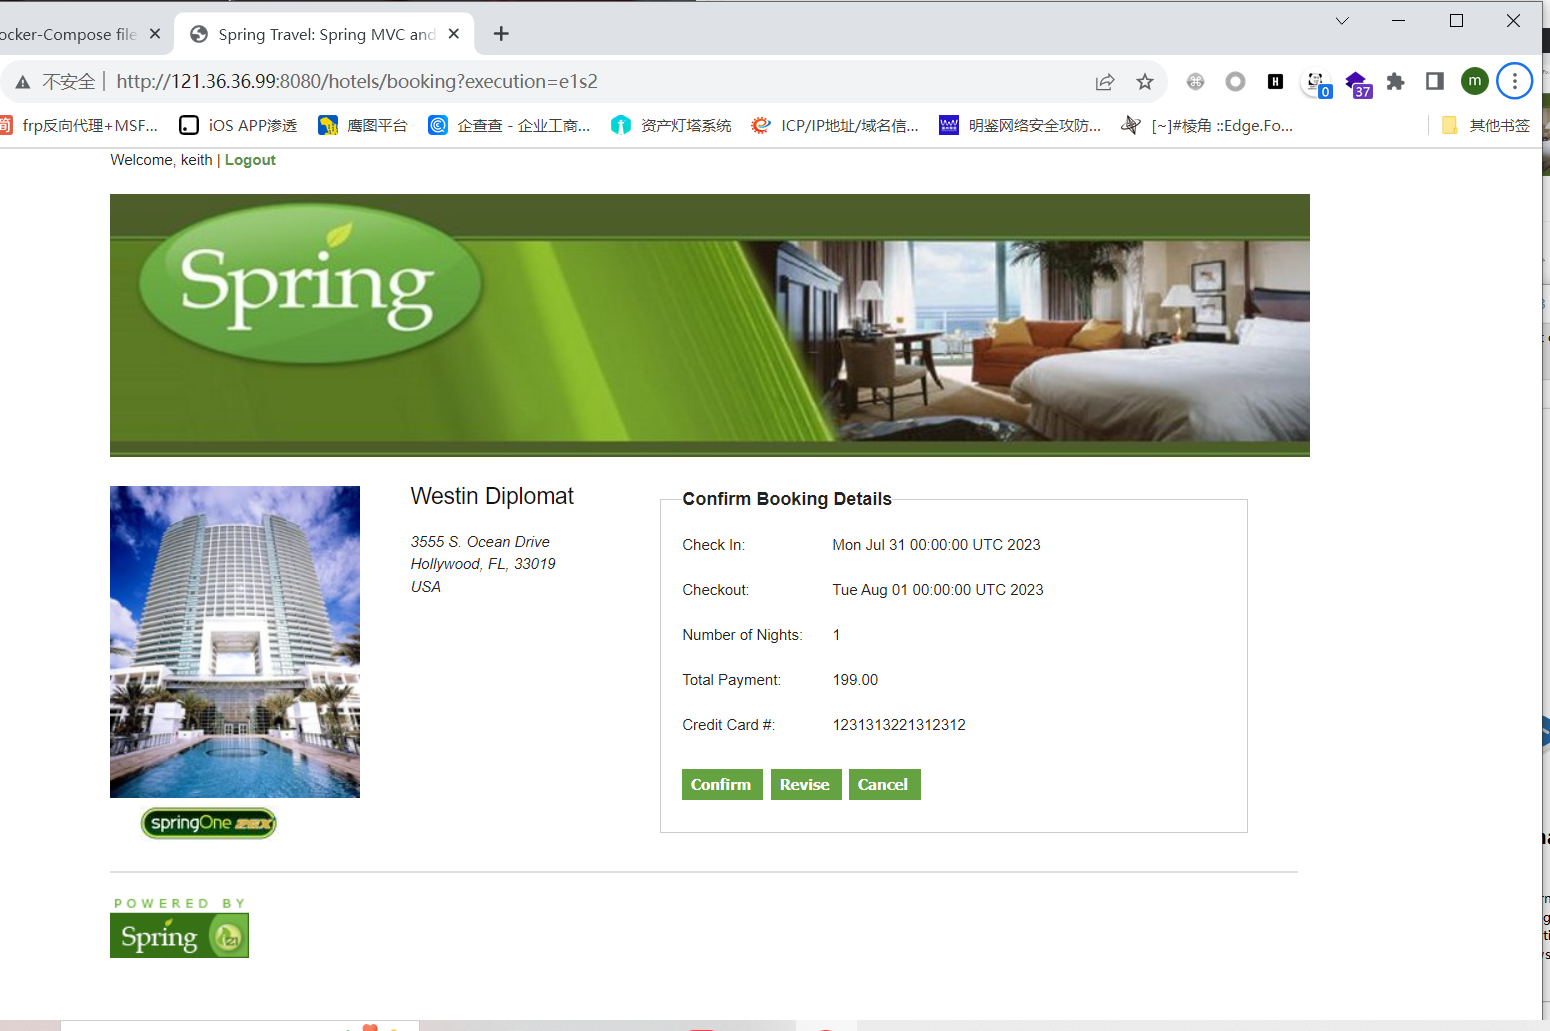 ocker-Compose file
Spring Travel: Spring MVC and
不安全
http://121.36.36.99:8080/hotels/booking?execution=e1s2
H
0
37
m
简
frp反向代理+MSF...
iOS APP渗透
鹰图平台
企查查 - 企业工商...
资产灯塔系统
ICP/IP地址/域名信...
明鉴网络安全攻防...
[~]#棱角 ::Edge.Fo...
其他书签
Welcome, keith | Logout
Spring
Westin Diplomat
3555 S. Ocean Drive
Hollywood, FL, 33019
USA
Confirm Booking Details
Check In: Mon Jul 31 00:00:00 UTC 2023
Checkout: Tue Aug 01 00:00:00 UTC 2023
Number of Nights: 1
Total Payment: 199.00
Credit Card #: 1231313221312312
Confirm
Revise
Cancel
springOne 2GX
POWERED BY
Spring